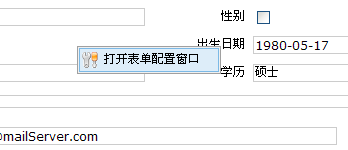 性别
出生日期 1980-05-17
打开表单配置窗口
学历 硕士
@mailServer.com